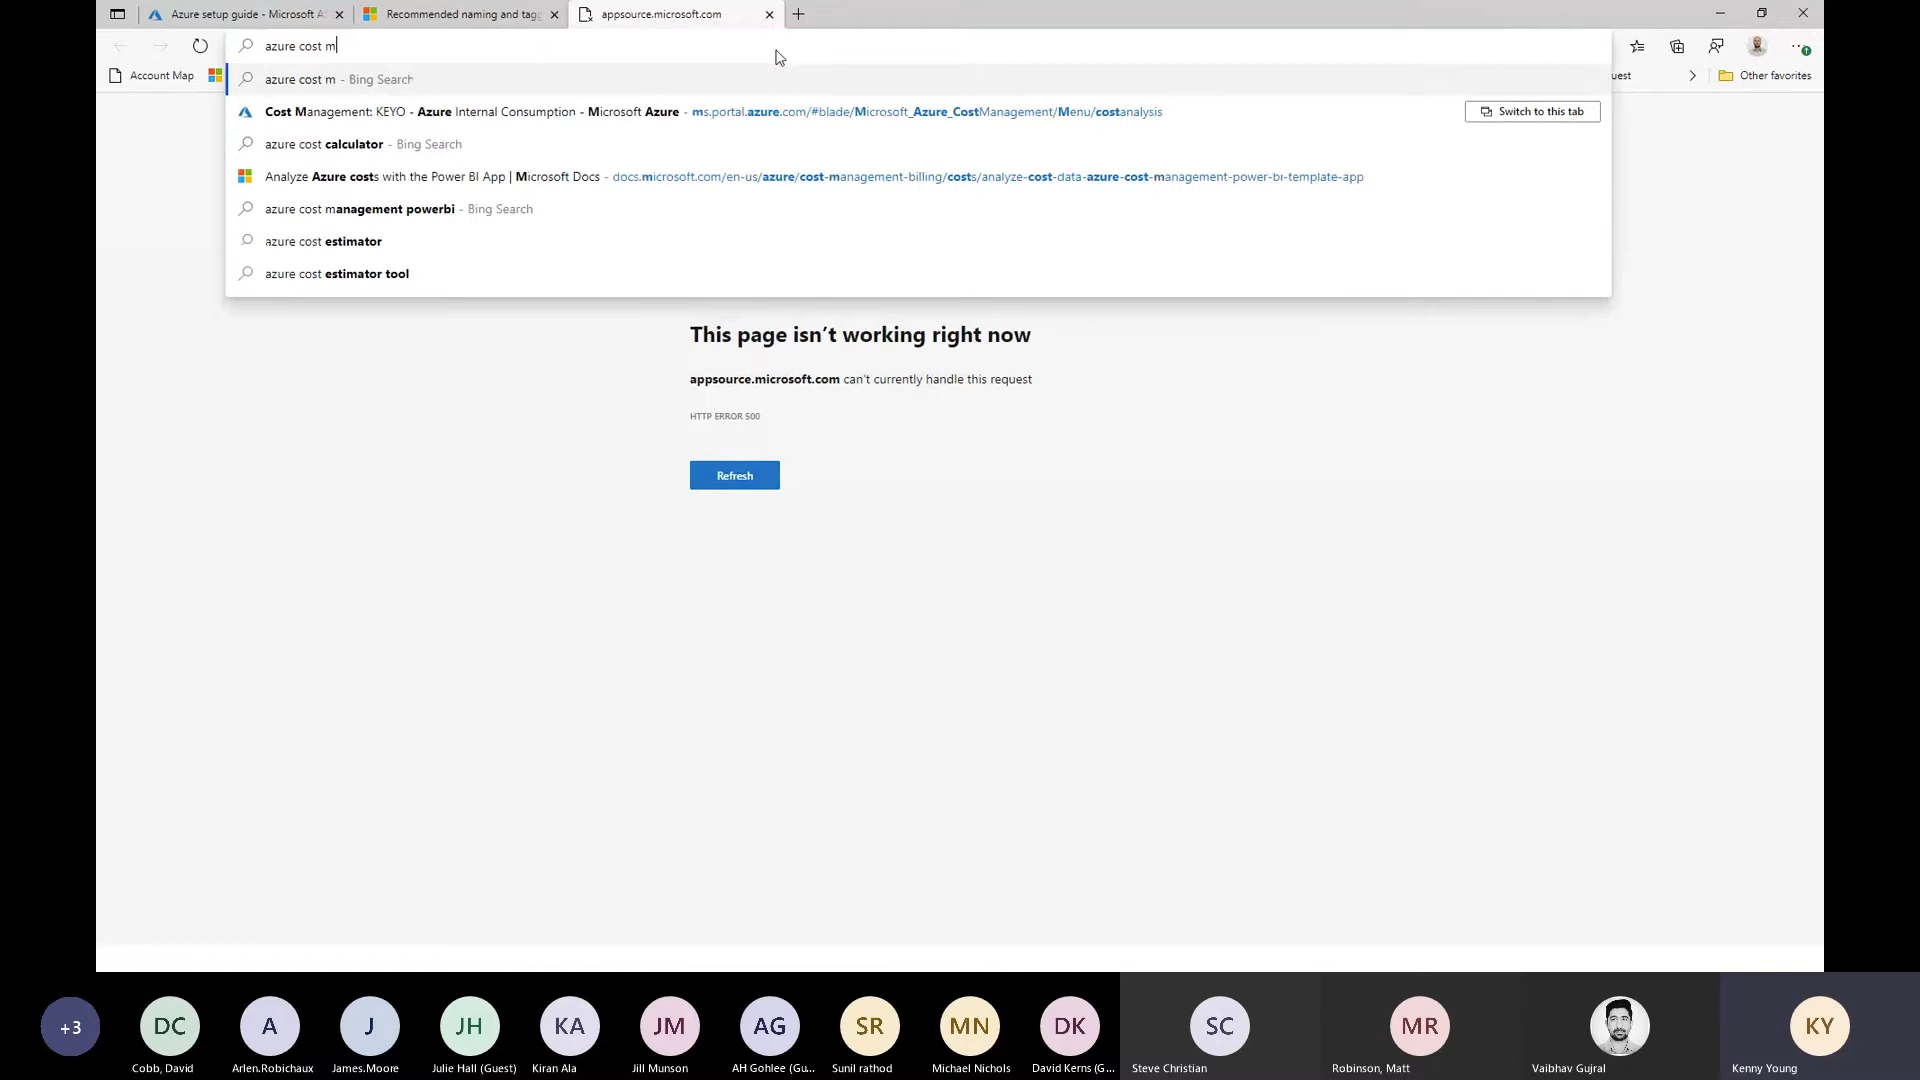 Azure setup guide - Microsoft A
Recommended naming and tagg
appsource.microsoft.com
azure cost m
Account Map
azure cost m - Bing Search
uest
Other favorites
Cost Management: KEYO - Azure Internal Consumption - Microsoft Azure - ms.portal.azure.com/#blade/Microsoft_Azure_CostManagement/Menu/costanalysis
Switch to this tab
azure cost calculator - Bing Search
Analyze Azure costs with the Power BI App | Microsoft Docs - docs.microsoft.com/en-us/azure/cost-management-billing/costs/analyze-cost-data-azure-cost-management-power-bi-template-app
azure cost management powerbi - Bing Search
azure cost estimator
azure cost estimator tool
This page isn’t working right now
appsource.microsoft.com can’t currently handle this request
HTTP ERROR 500
Refresh
+3 DC A J JH KA JM AG SR MN DK SC MR KY
Cobb, David Arlen.Robichaux James.Moore Julie Hall (Guest) Kiran Ala Jill Munson AH Gohlee (Gu... Sunil rathod Michael Nichols David Kerns (G... Steve Christian Robinson, Matt Vaibhav Gujral Kenny Young